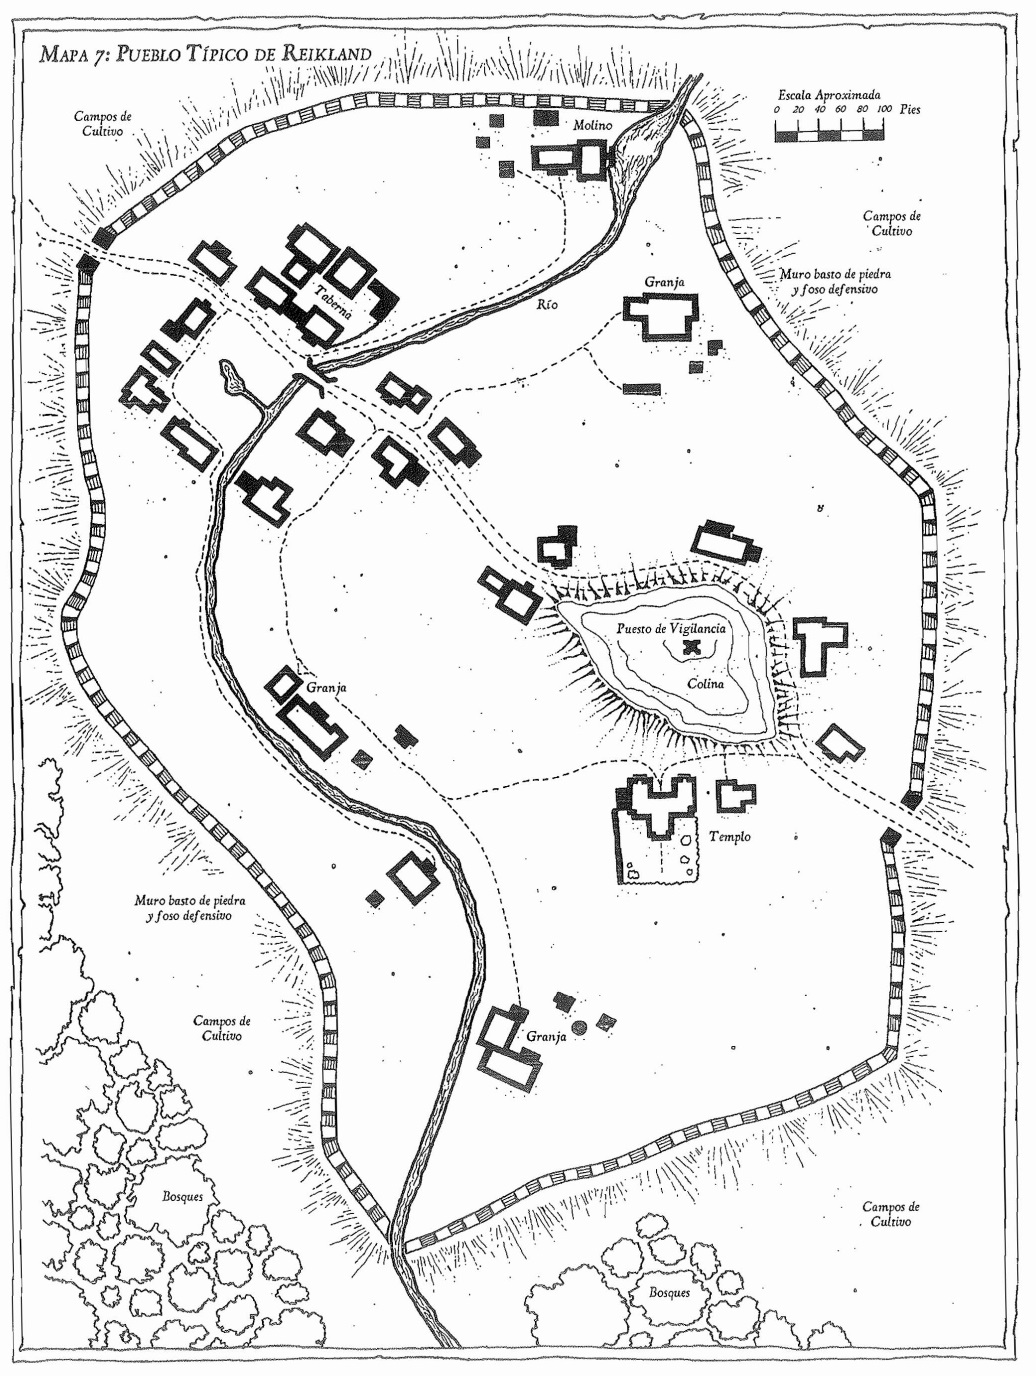 MAPA 7: PUEBLO TÍPICO DE REIKLAND
Escala Aproximada
0 20 40 60 80 100 Pies
Campos de
Cultivo
Molino
Campos de
Cultivo
Muro basto de piedra
y foso defensivo
Granja
Taberna
Río
Puesto de Vigilancia
Colina
Granja
Templo
Muro basto de piedra
y foso defensivo
Campos de
Cultivo
Granja
Bosques
Campos de
Cultivo
Bosques